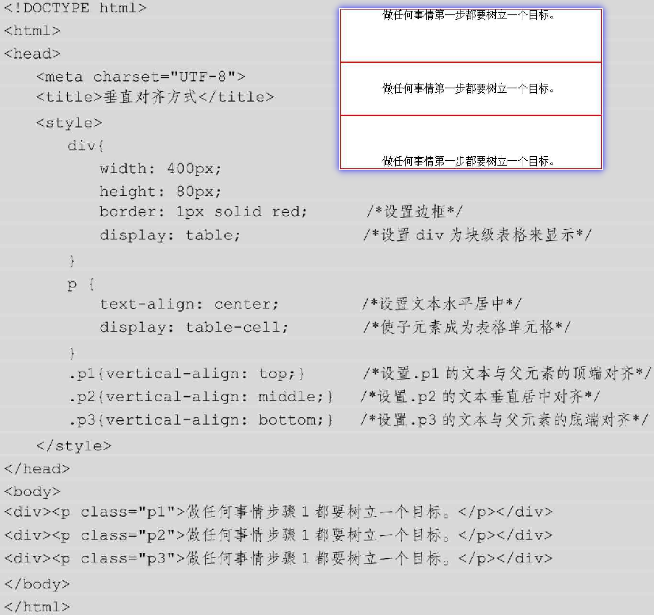 <!DOCTYPE html>
<html>
<head>
<meta charset="UTF-8">
<title>垂直对齐方式</title>
<style>
div{
width: 400px;
height: 80px;
border: 1px solid red; /*设置边框*/
display: table; /*设置 div 为块级表格来显示*/
}
p {
text-align: center; /*设置文本水平居中*/
display: table-cell; /*使子元素成为表格单元格*/
}
.p1{vertical-align: top;} /*设置.p1 的文本与父元素的顶端对齐*/
.p2{vertical-align: middle;} /*设置.p2 的文本垂直居中对齐*/
.p3{vertical-align: bottom;} /*设置.p3 的文本与父元素的底端对齐*/
</style>
</head>
<body>
<div><p class="p1">做任何事情步骤 1 都要树立一个目标。</p></div>
<div><p class="p2">做任何事情步骤 1 都要树立一个目标。</p></div>
<div><p class="p3">做任何事情步骤 1 都要树立一个目标。</p></div>
</body>
</html>
做任何事情第一步都要树立一个目标。
做任何事情第一步都要树立一个目标。
做任何事情第一步都要树立一个目标。